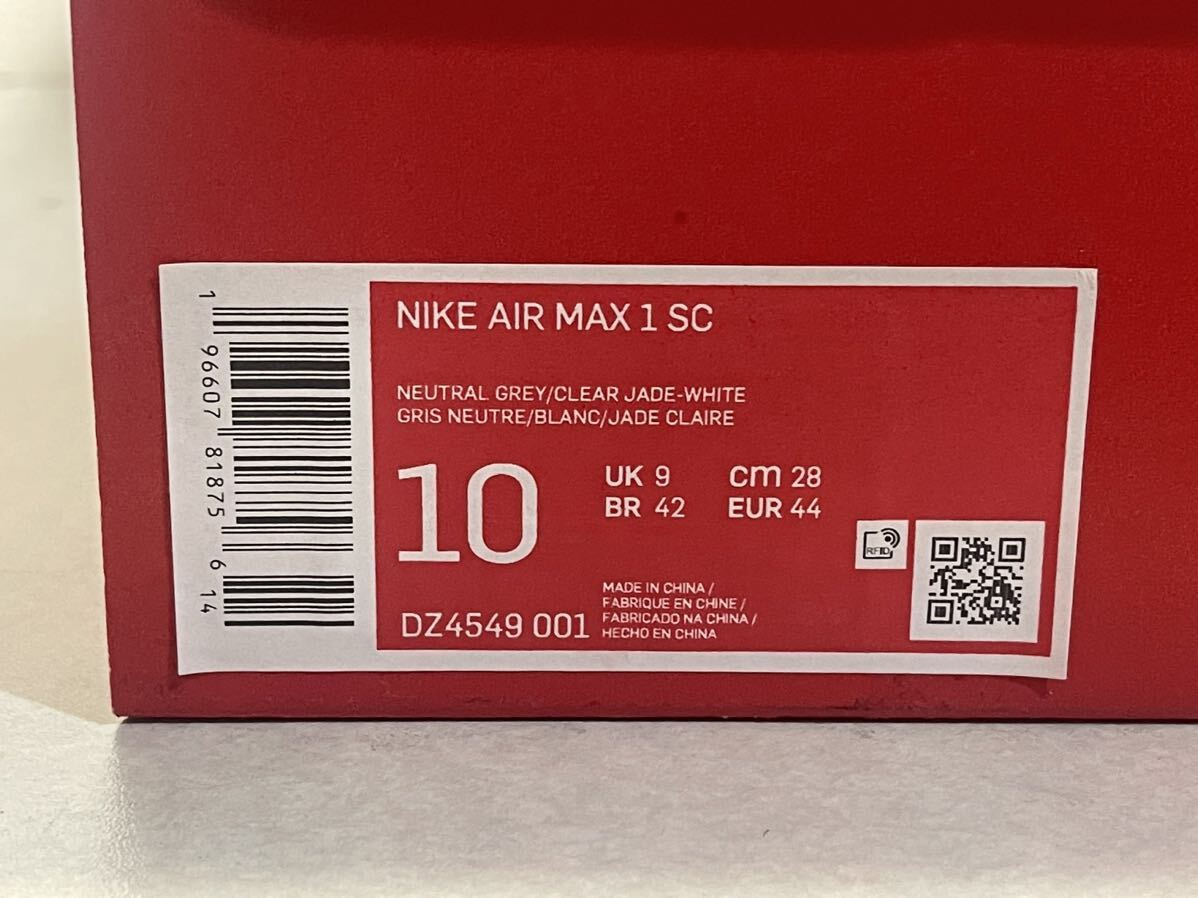 NIKE AIR MAX 1 SC
NEUTRAL GREY/CLEAR JADE-WHITE
GRIS NEUTRE/BLANC/JADE CLAIRE
10
UK 9 cm 28
BR 42 EUR 44
DZ4549 001
MADE IN CHINA /
FABRIQUE EN CHINE /
FABRICADO NA CHINA /
HECHO EN CHINA
RFID
1 96607 81875 6 14